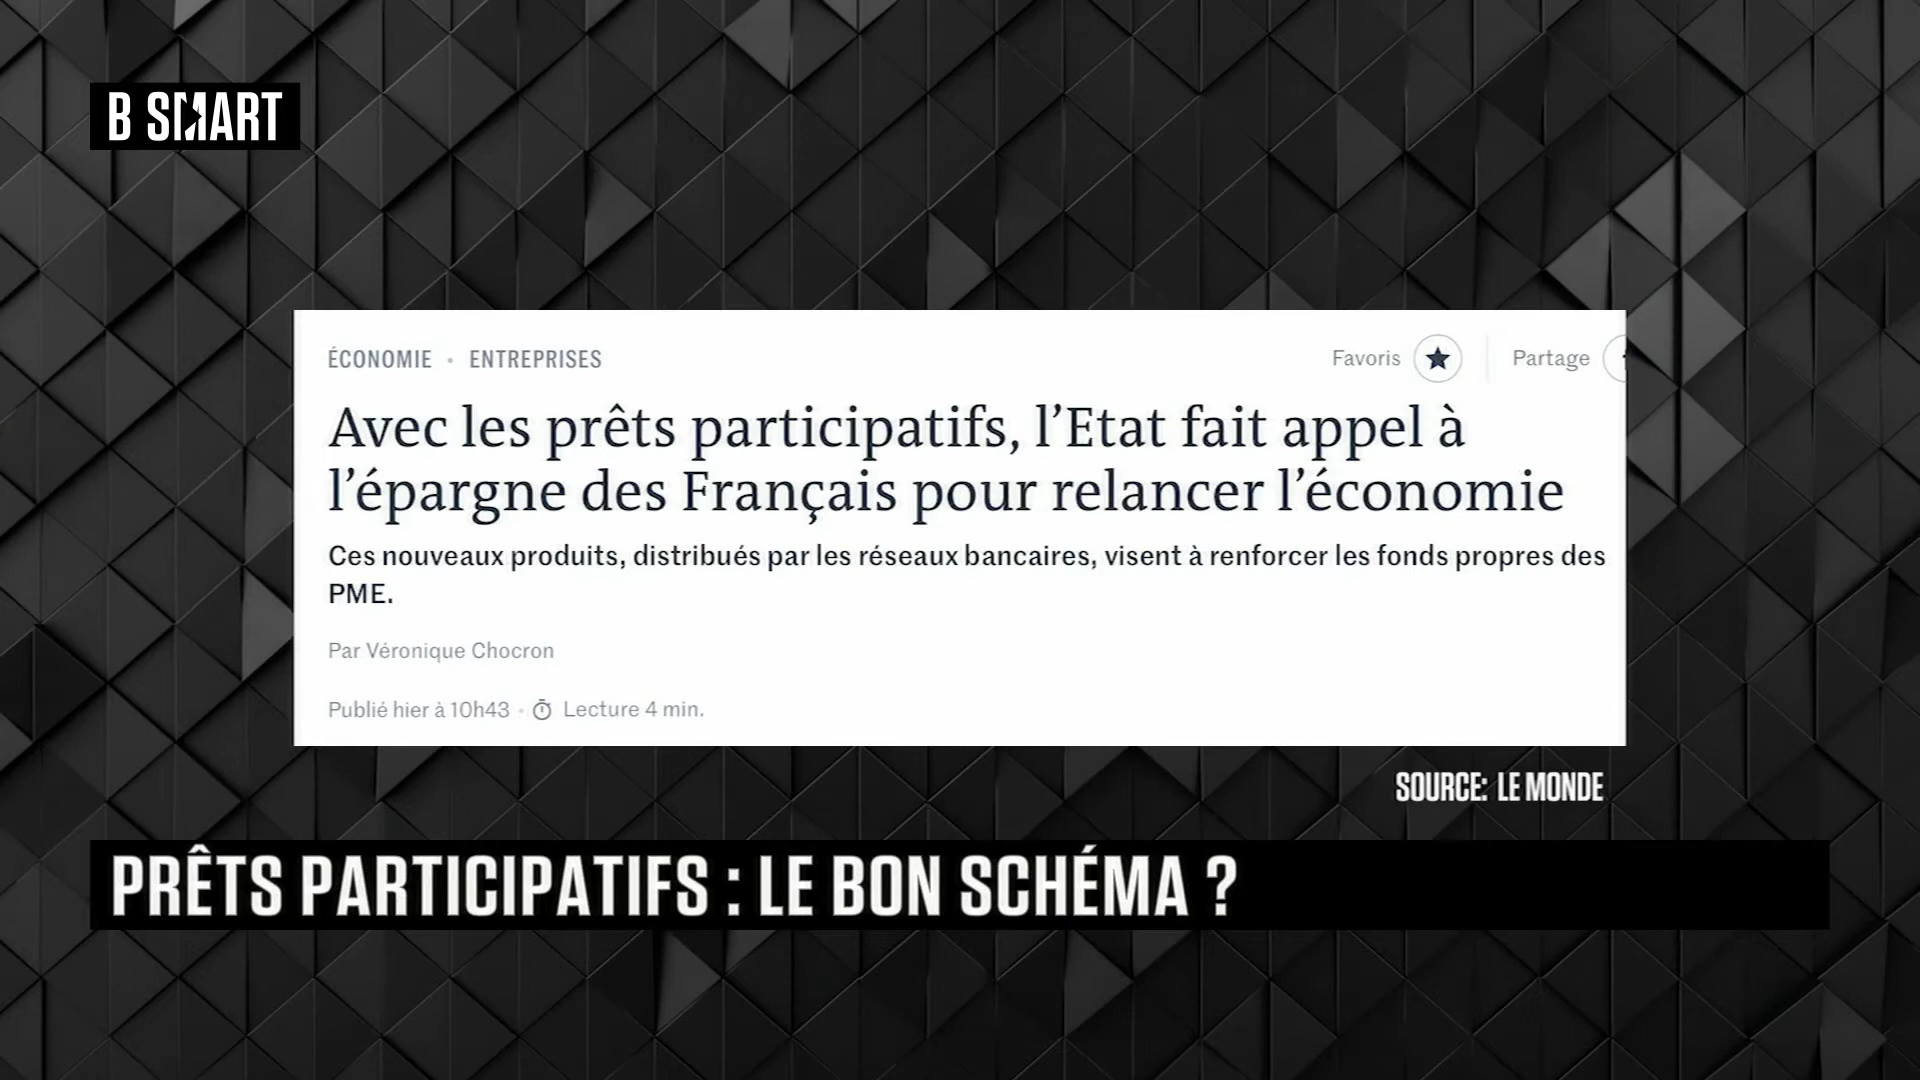 B SMART
ÉCONOMIE • ENTREPRISES
Favoris
Partage
Avec les prêts participatifs, l’Etat fait appel à
l’épargne des Français pour relancer l’économie
Ces nouveaux produits, distribués par les réseaux bancaires, visent à renforcer les fonds propres des
PME.
Par Véronique Chocron
Publié hier à 10h43 • Lecture 4 min.
SOURCE: LE MONDE
PRÊTS PARTICIPATIFS : LE BON SCHÉMA ?